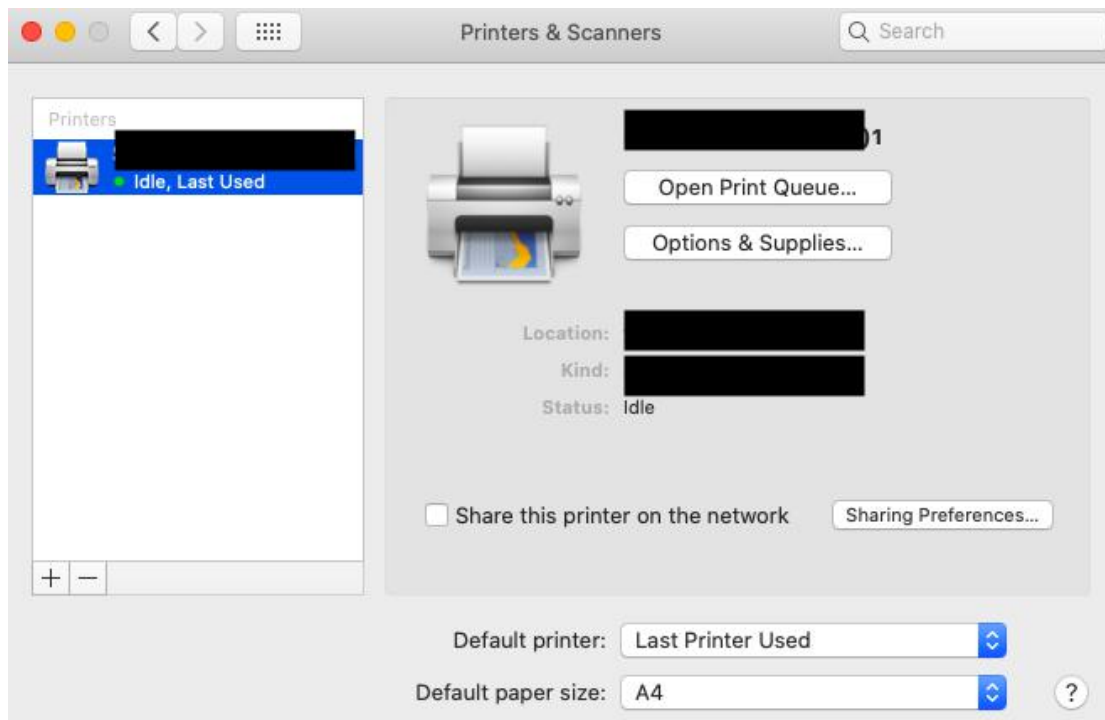 Printers & Scanners
Search
Printers
Idle, Last Used
1
Open Print Queue...
Options & Supplies...
Location:
Kind:
Status: Idle
Share this printer on the network
Sharing Preferences...
Default printer: Last Printer Used
Default paper size: A4
?